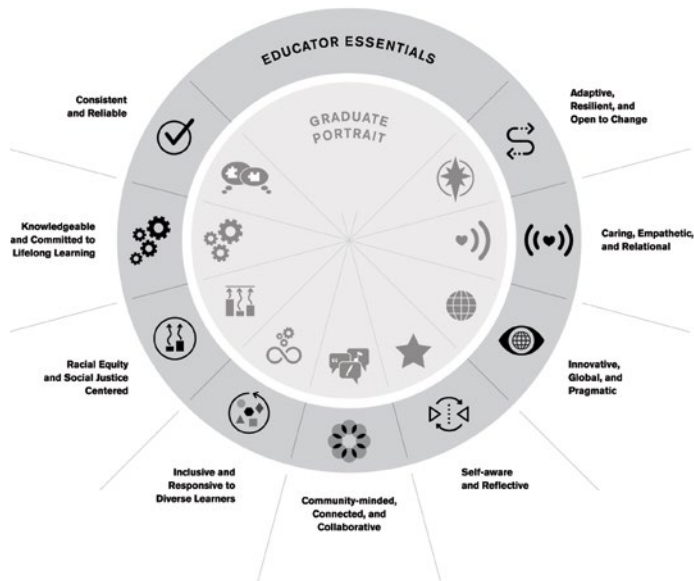 EDUCATOR ESSENTIALS
GRADUATE
PORTRAIT
Adaptive,
Resilient, and
Open to Change
Caring, Empathetic,
and Relational
Innovative,
Global, and
Pragmatic
Self-aware
and Reflective
Community-minded,
Connected, and
Collaborative
Inclusive and
Responsive to
Diverse Learners
Racial Equity
and Social Justice
Centered
Knowledgeable
and Committed to
Lifelong Learning
Consistent
and Reliable